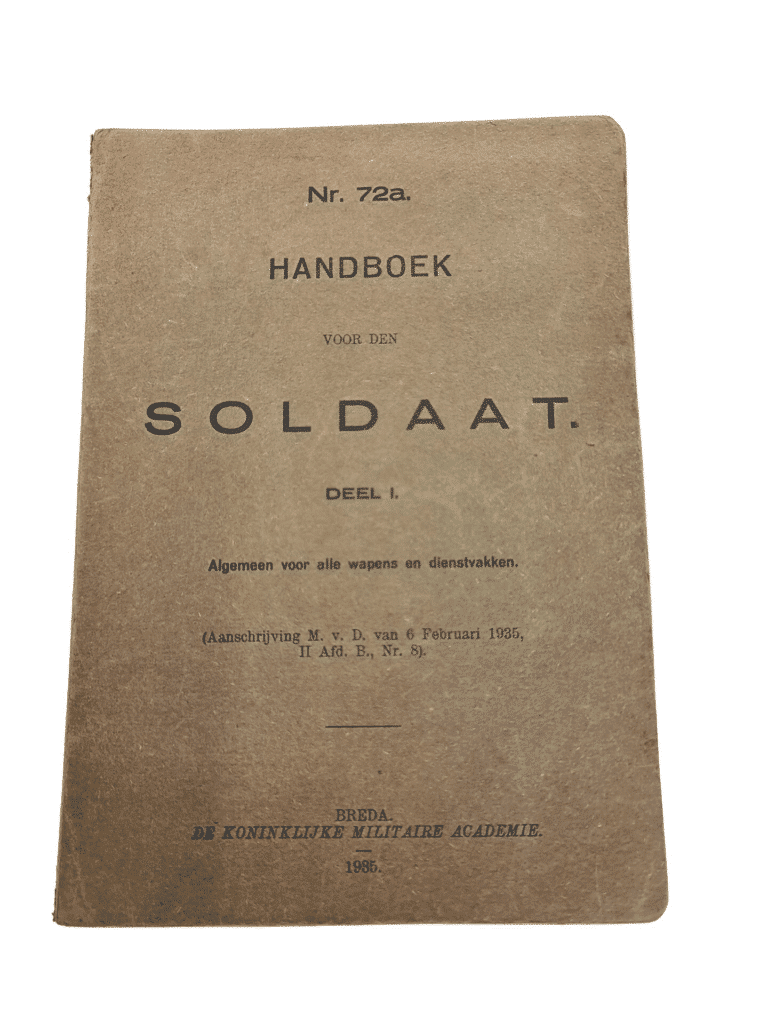 Nr. 72a.
HANDBOEK
VOOR DEN
SOLDAAT.
DEEL I.
Algemeen voor alle wapens en dienstvakken.
(Aanschrijving M. v. D. van 6 Februari 1935,
II Afd. B., Nr. 8).
BREDA.
DE KONINKLIJKE MILITAIRE ACADEMIE.
1935.